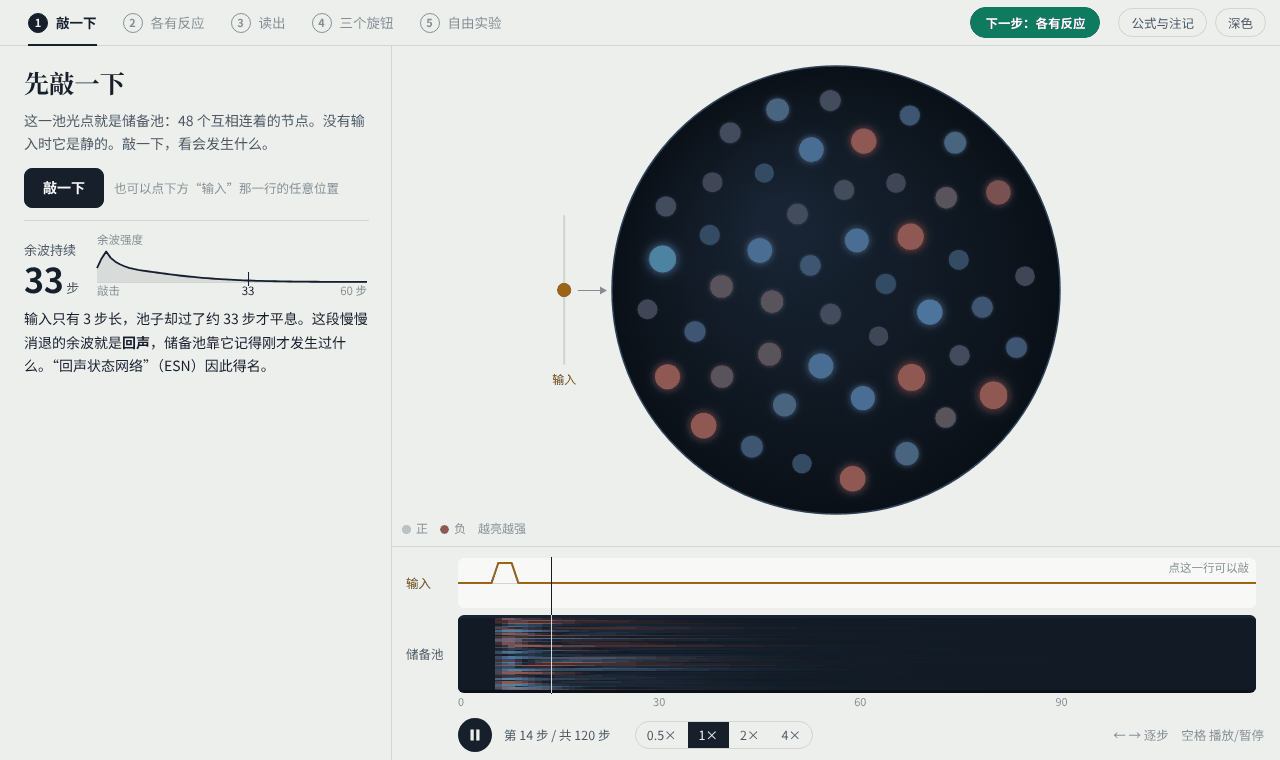 1 敲一下 2 各有反应 3 读出 4 三个旋钮 5 自由实验 下一步：各有反应 公式与注记 深色
先敲一下
这一池光点就是储备池：48 个互相连着的节点。没有输
入时它是静的。敲一下，看会发生什么。
敲一下 也可以点下方“输入”那一行的任意位置
余波持续 余波强度
33 步
敲击 33 60 步
输入只有 3 步长，池子却过了约 33 步才平息。这段慢慢
消退的余波就是回声，储备池靠它记得刚才发生过什
么。“回声状态网络”（ESN）因此得名。
输入
正 负 越亮越强
输入 点这一行可以敲
储备池
0 30 60 90
第 14 步 / 共 120 步 0.5× 1× 2× 4× ←→ 逐步 空格 播放/暂停